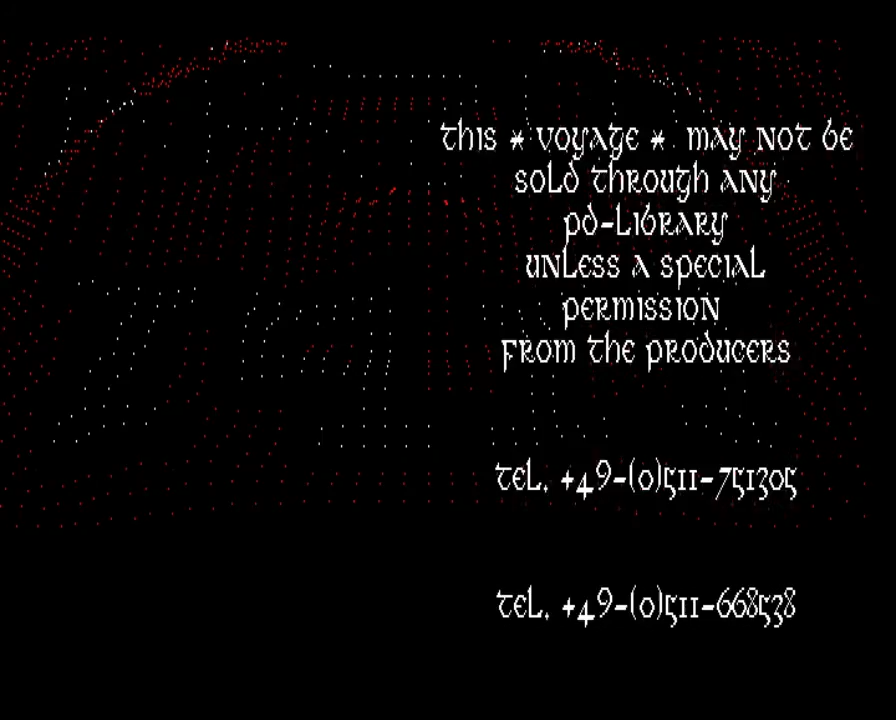 this * voyage * may not be
sold through any
pd-library
unless a special
permission
from the producers
tel. +49-(0)511-751305
tel. +49-(0)511-668538